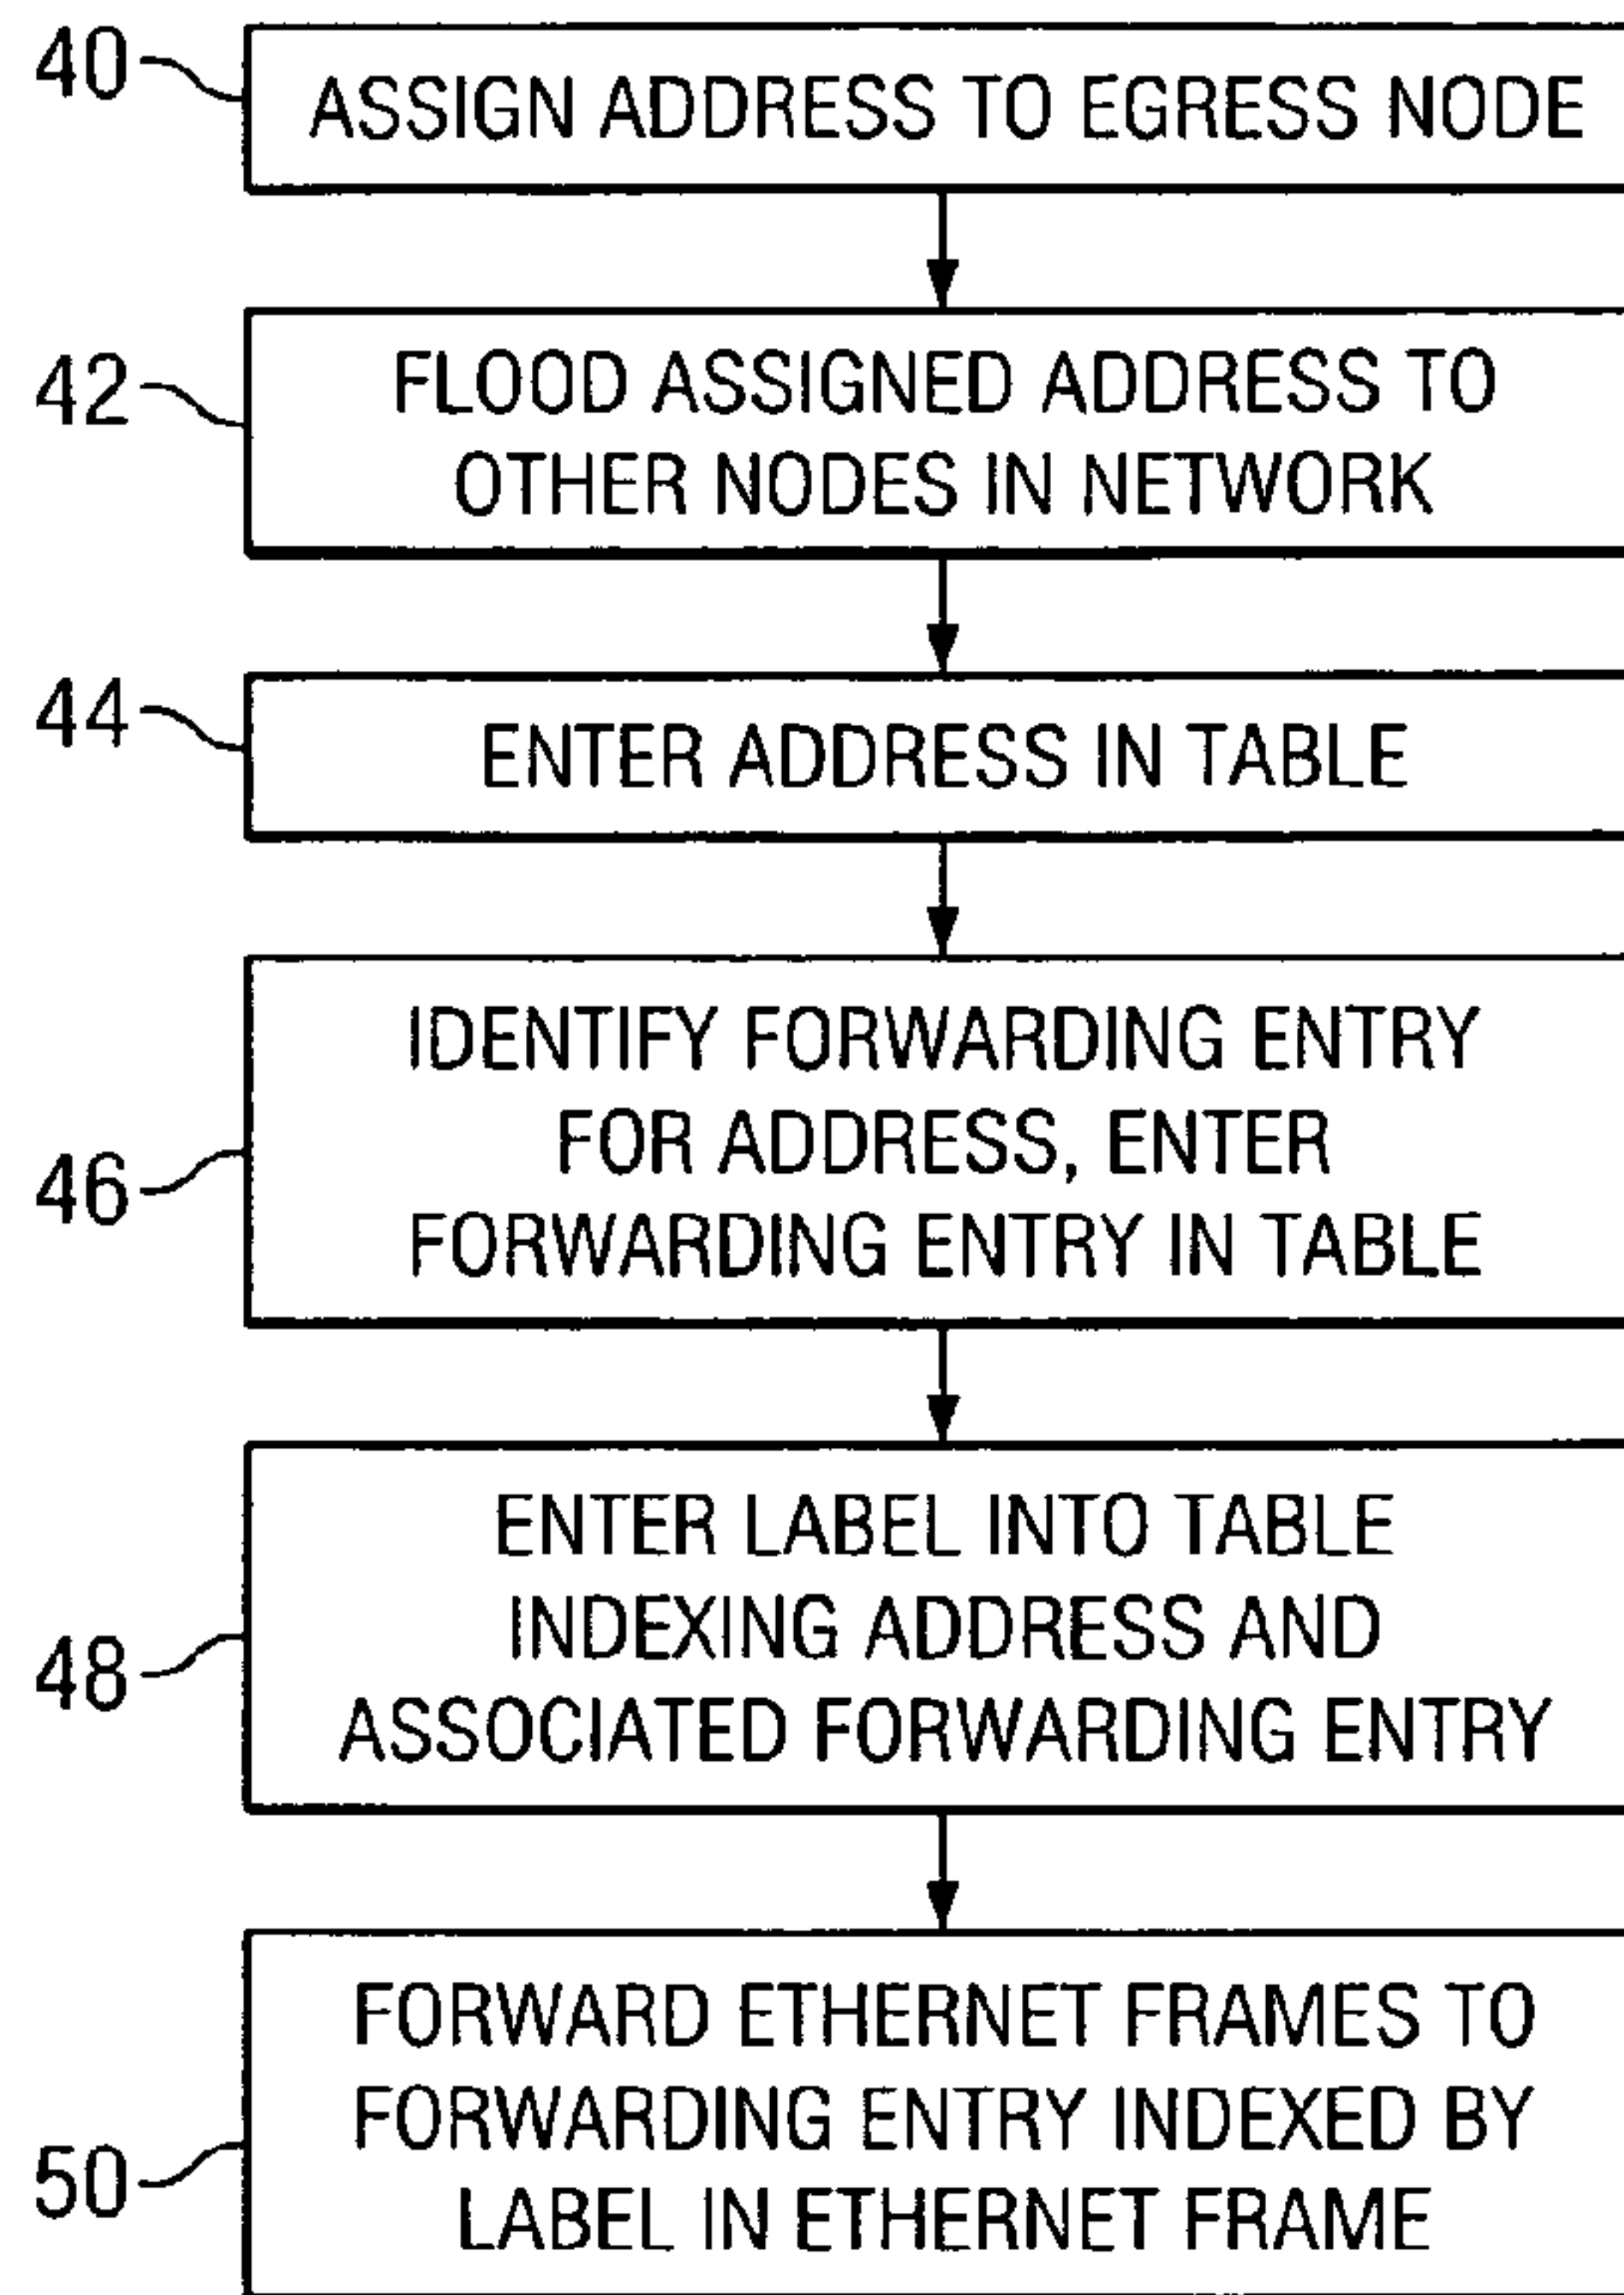 40
ASSIGN ADDRESS TO EGRESS NODE
42
FLOOD ASSIGNED ADDRESS TO
OTHER NODES IN NETWORK
44
ENTER ADDRESS IN TABLE
46
IDENTIFY FORWARDING ENTRY
FOR ADDRESS, ENTER
FORWARDING ENTRY IN TABLE
48
ENTER LABEL INTO TABLE
INDEXING ADDRESS AND
ASSOCIATED FORWARDING ENTRY
50
FORWARD ETHERNET FRAMES TO
FORWARDING ENTRY INDEXED BY
LABEL IN ETHERNET FRAME